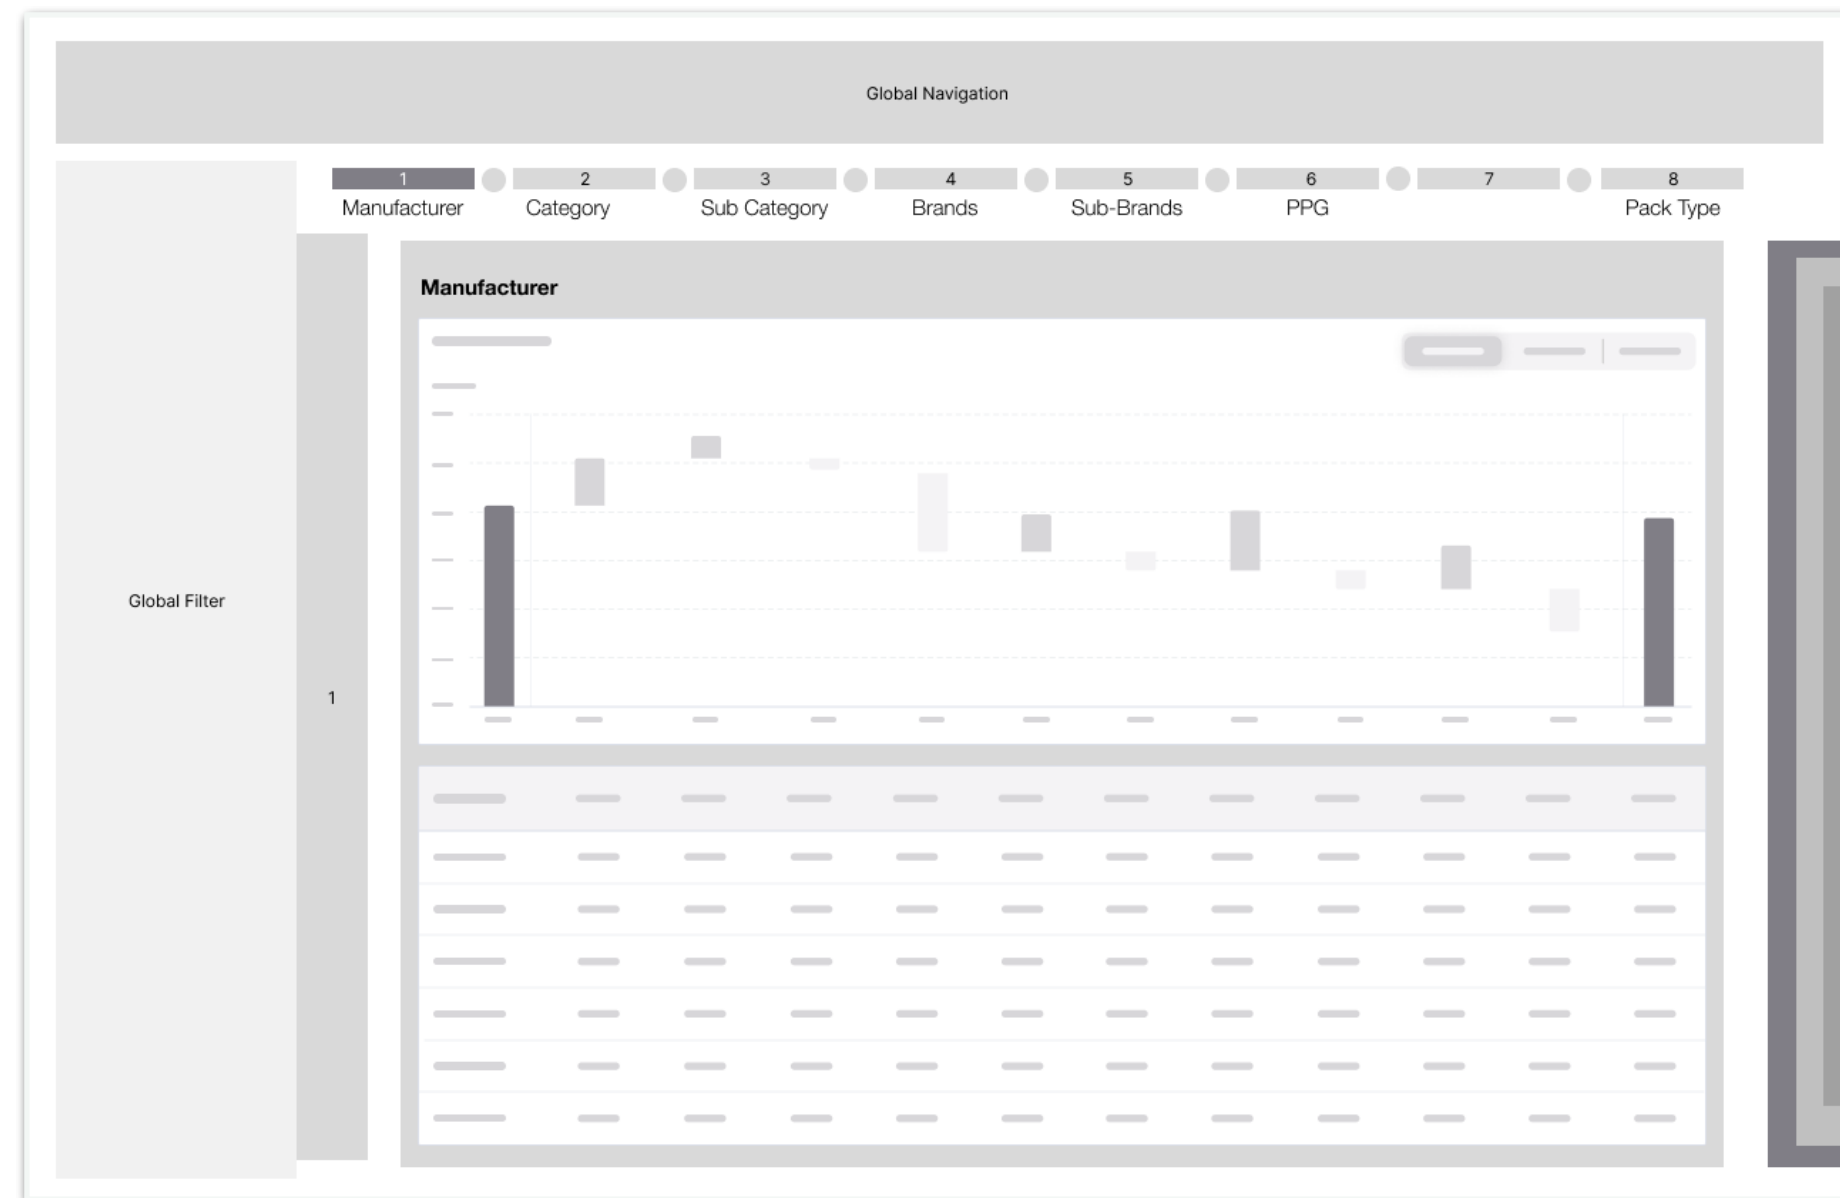 Global Navigation
1 2 3 4 5 6 7 8
Manufacturer Category Sub Category Brands Sub-Brands PPG Pack Type
Manufacturer
Global Filter
1